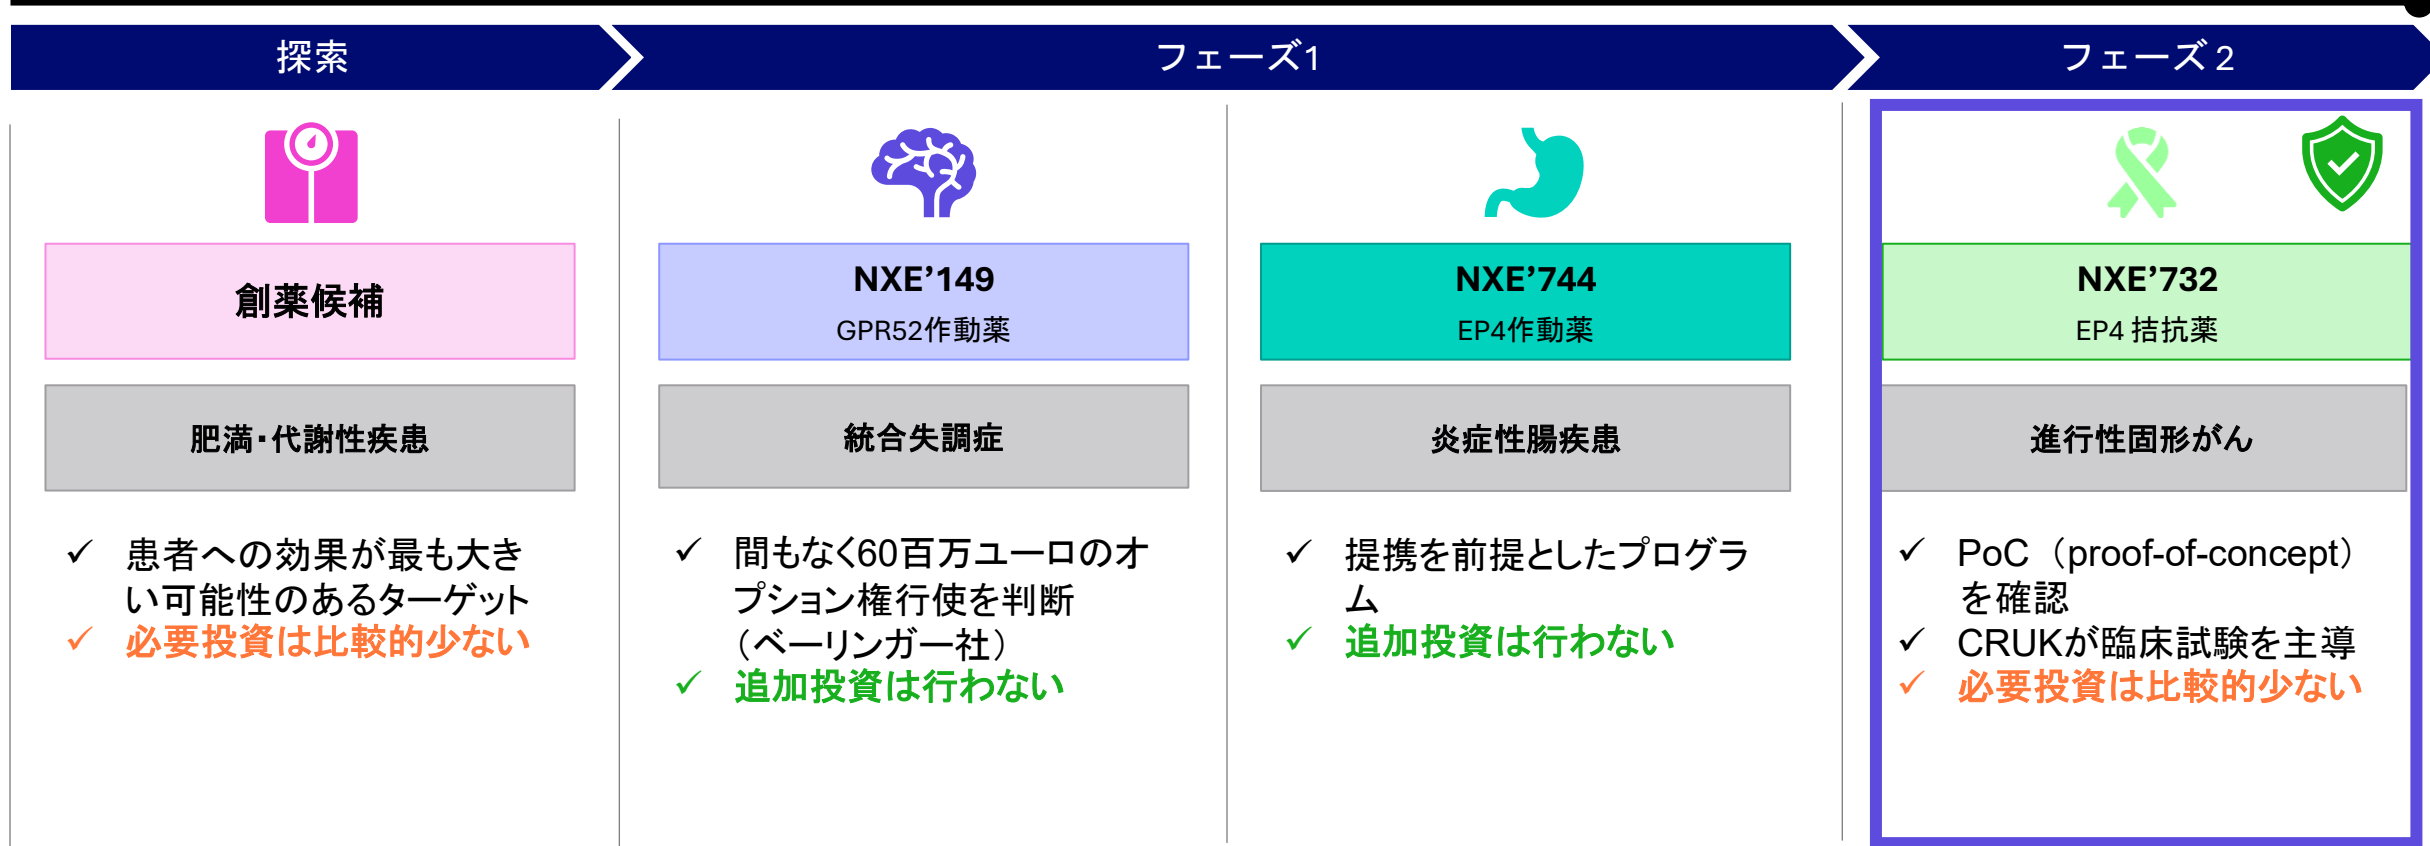 探索
フェーズ1
フェーズ2
創薬候補
肥満・代謝性疾患
✓ 患者への効果が最も大き
い可能性のあるターゲット
✓ 必要投資は比較的少ない
NXE’149
GPR52作動薬
統合失調症
✓ 間もなく60百万ユーロのオ
プション権行使を判断
（ベーリンガー社）
✓ 追加投資は行わない
NXE’744
EP4作動薬
炎症性腸疾患
✓ 提携を前提としたプログラ
ム
✓ 追加投資は行わない
NXE’732
EP4 拮抗薬
進行性固形がん
✓ PoC（proof-of-concept）
を確認
✓ CRUKが臨床試験を主導
✓ 必要投資は比較的少ない